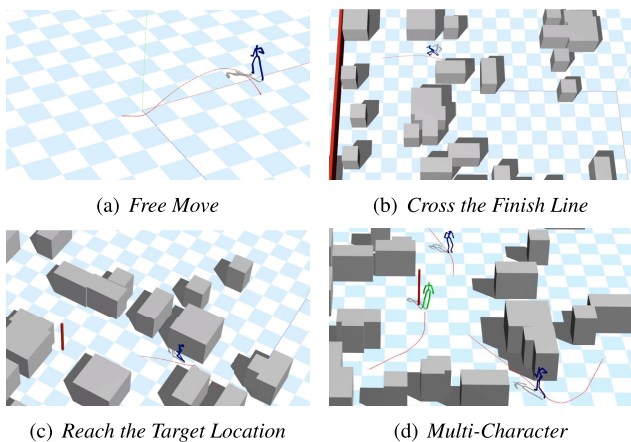 (a) Free Move
(b) Cross the Finish Line
(c) Reach the Target Location
(d) Multi-Character